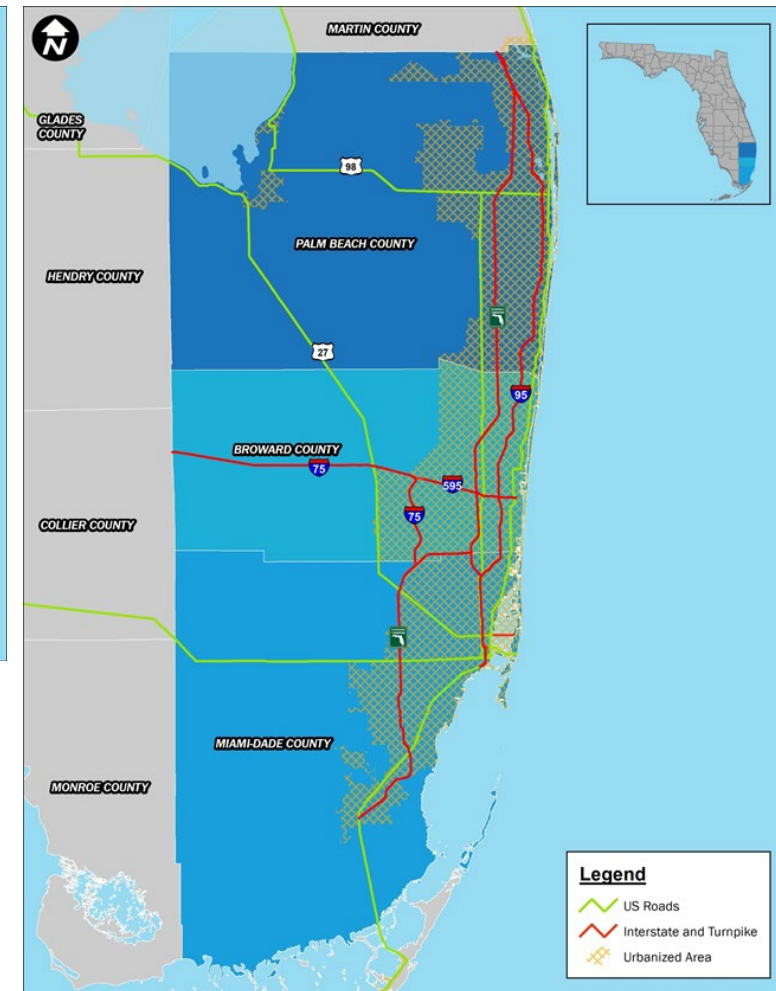 N
MARTIN COUNTY
GLADES
COUNTY
98
PALM BEACH COUNTY
HENDRY COUNTY
27
95
BROWARD COUNTY
75
595
75
COLLIER COUNTY
MIAMI-DADE COUNTY
MONROE COUNTY
Legend
US Roads
Interstate and Turnpike
Urbanized Area